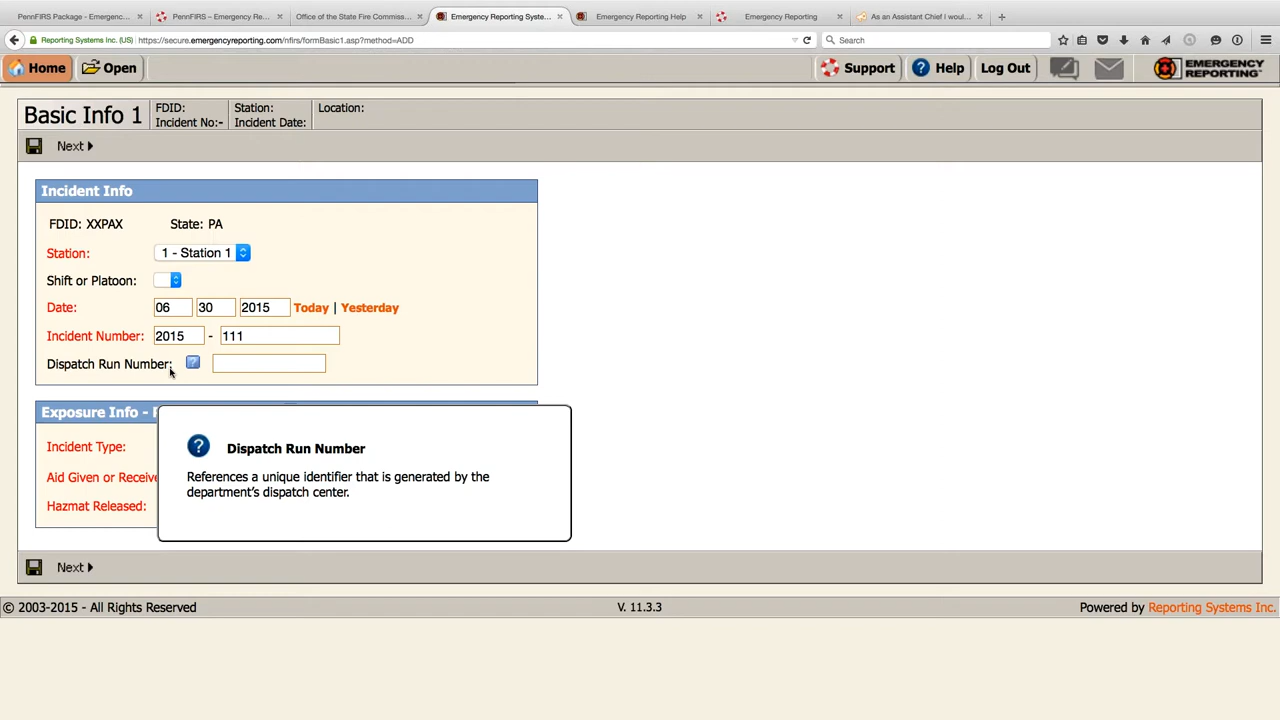 PennFIRS Package - Emergenc...
PennFIRS – Emergency Re...
Office of the State Fire Commiss...
Emergency Reporting Syste...
Emergency Reporting Help
Emergency Reporting
As an Assistant Chief I woul...
Reporting Systems Inc. (US)
https://secure.emergencyreporting.com/nfirs/formBasic1.asp?method=ADD
Search
Home
Open
Support
Help
Log Out
EMERGENCY
REPORTING
Basic Info 1
FDID:
Incident No:-
Station:
Incident Date:
Location:
Next
Incident Info
FDID: XXPAX State: PA
Station: 1 - Station 1
Shift or Platoon:
Date: 06 30 2015 Today | Yesterday
Incident Number: 2015 - 111
Dispatch Run Number: ?
Exposure Info -
Incident Type:
Aid Given or Receive
Hazmat Released:
? Dispatch Run Number
References a unique identifier that is generated by the
department's dispatch center.
Next
© 2003-2015 - All Rights Reserved
V. 11.3.3
Powered by Reporting Systems Inc.